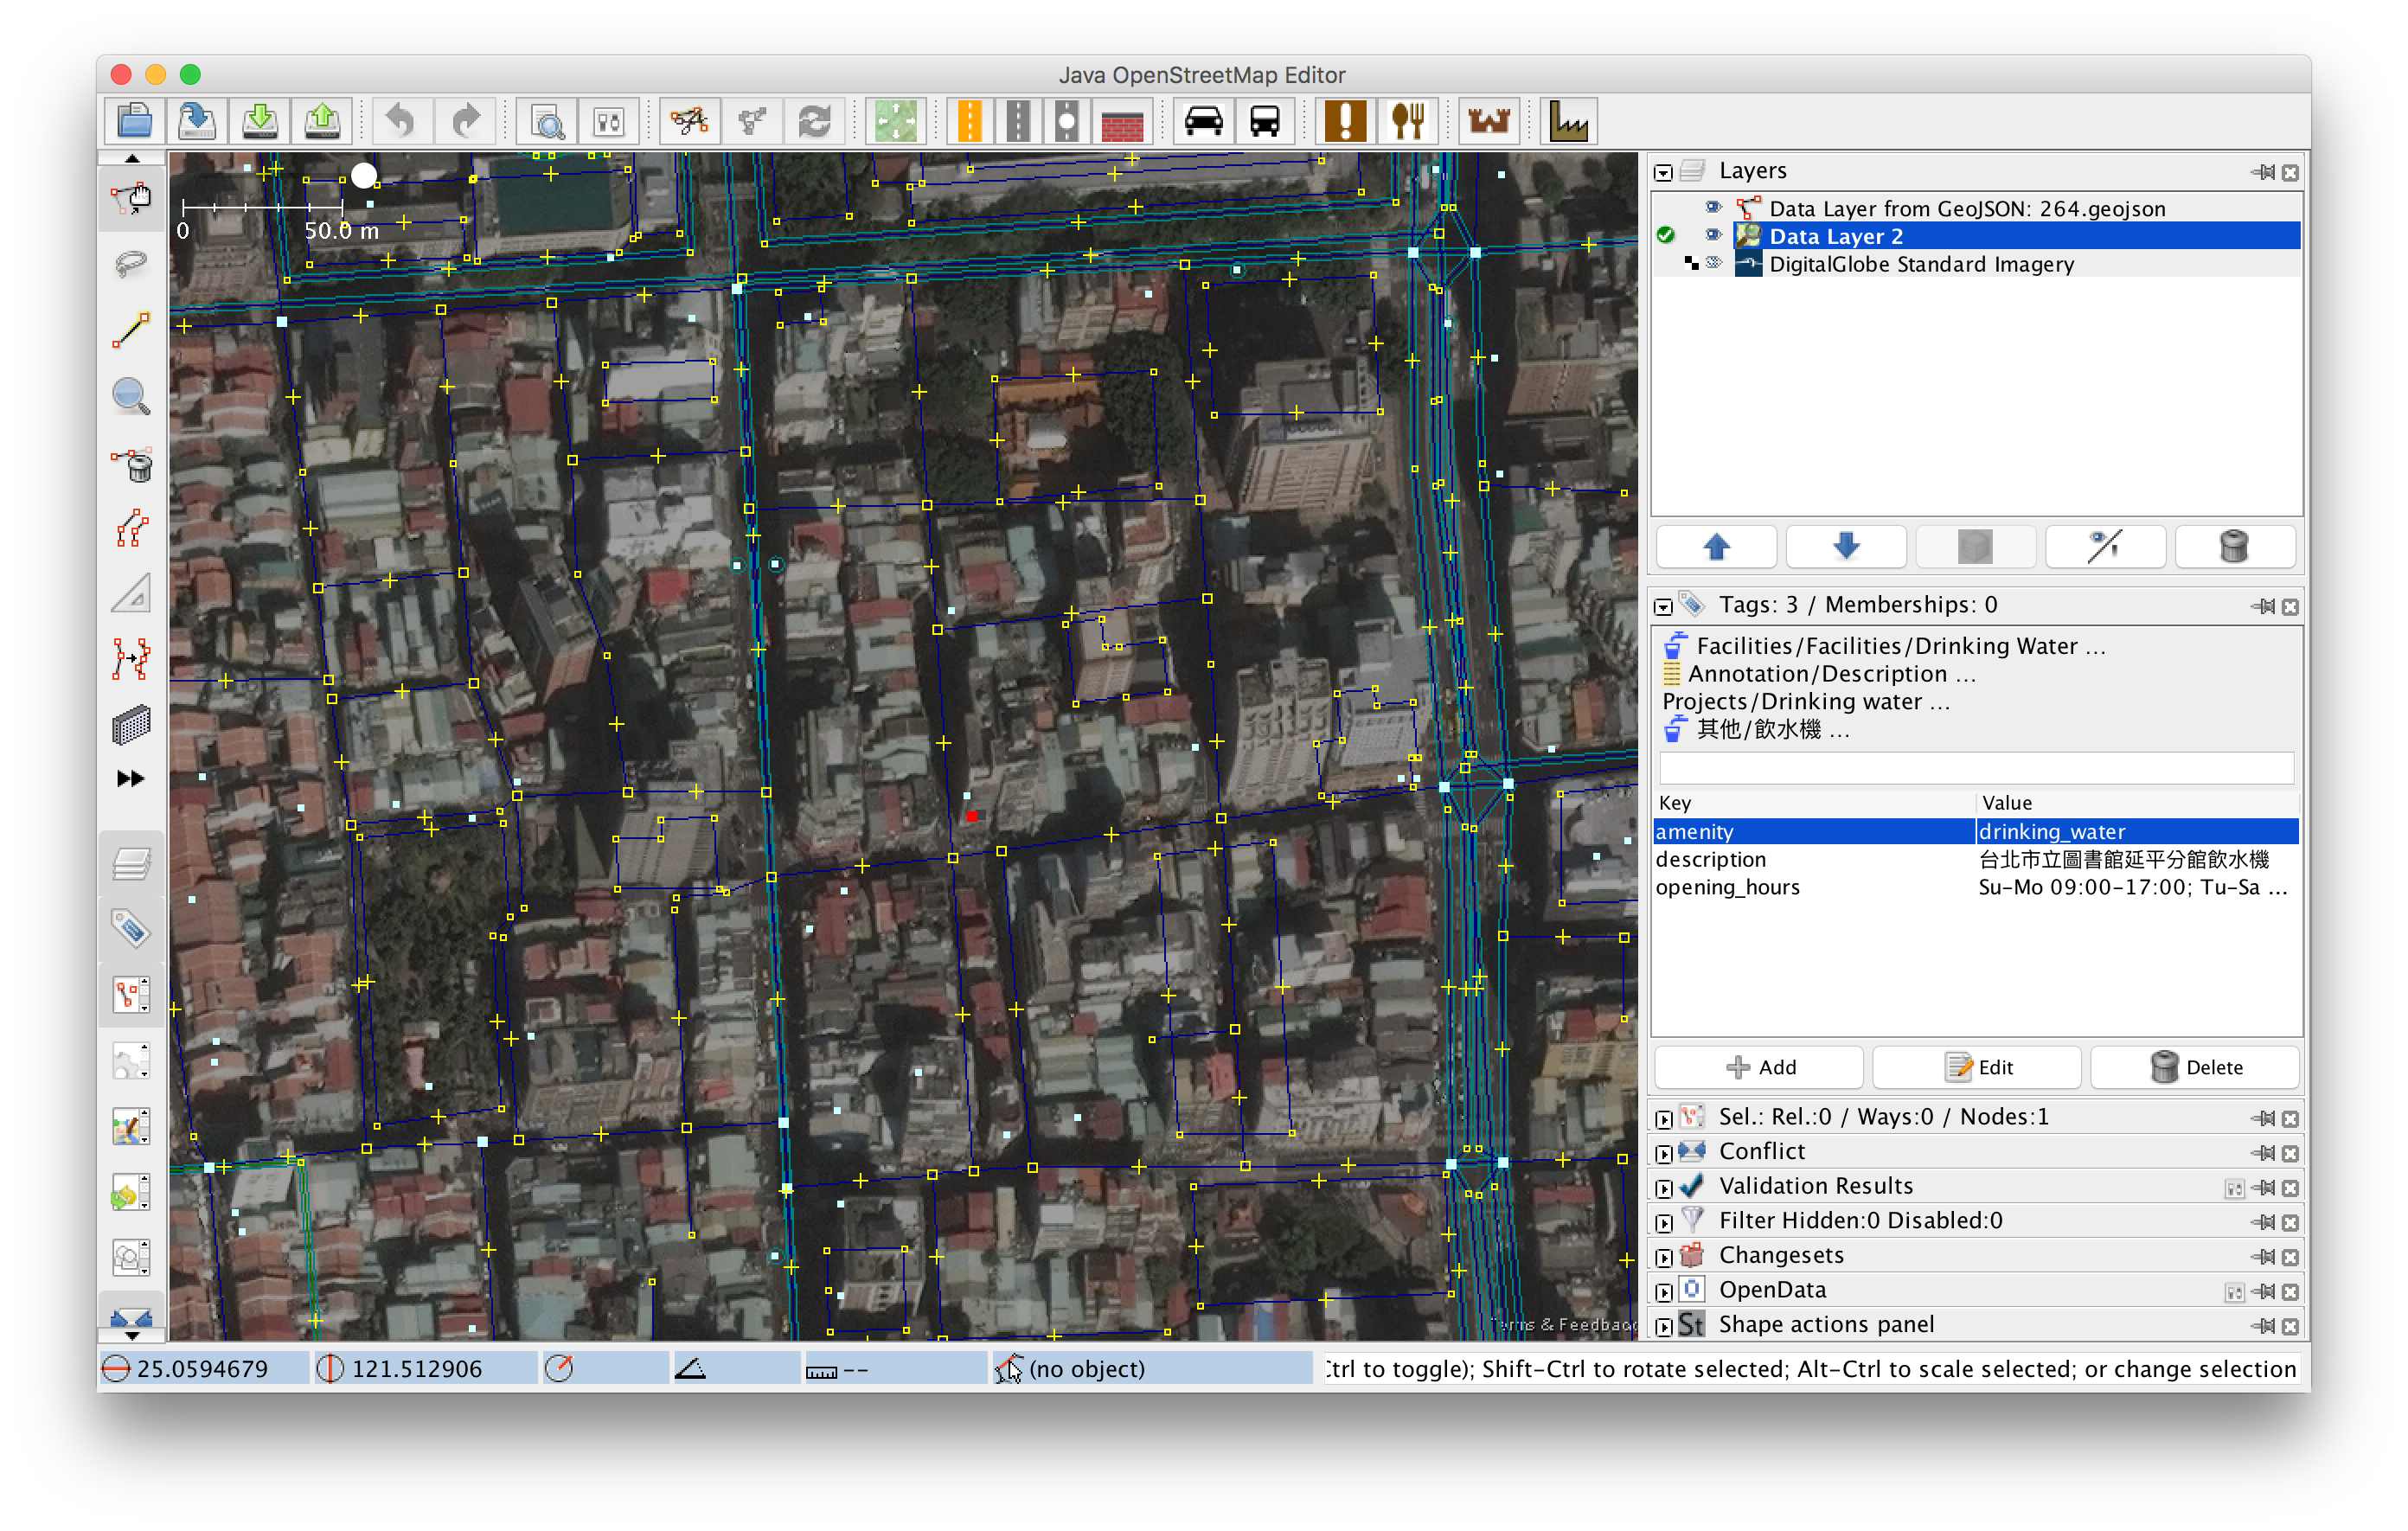 Java OpenStreetMap Editor
0
50.0 m
Layers
Data Layer from GeoJSON: 264.geojson
Data Layer 2
DigitalGlobe Standard Imagery
Tags: 3 / Memberships: 0
Facilities/Facilities/Drinking Water ...
Annotation/Description ...
Projects/Drinking water ...
其他/飲水機 ...
Key Value
amenity drinking_water
description 台北市立圖書館延平分館飲水機
opening_hours Su-Mo 09:00-17:00; Tu-Sa ...
Add Edit Delete
Sel.: Rel.:0 / Ways:0 / Nodes:1
Conflict
Validation Results
Filter Hidden:0 Disabled:0
Changesets
OpenData
St Shape actions panel
Terms & Feedback
25.0594679 121.512906 -- (no object) Ctrl to toggle); Shift-Ctrl to rotate selected; Alt-Ctrl to scale selected; or change selection